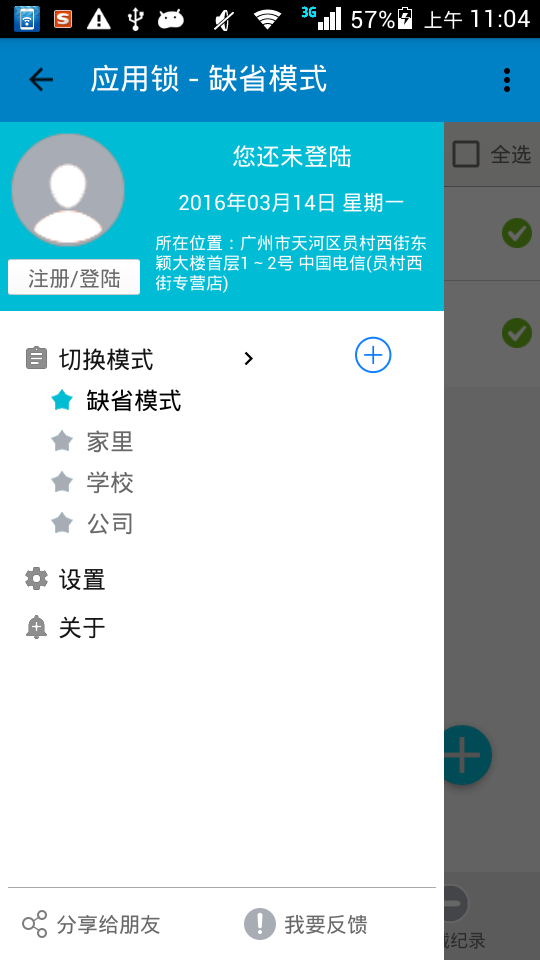 3G 57% 上午 11:04
应用锁 - 缺省模式
您还未登陆
全选
2016年03月14日 星期一
所在位置：广州市天河区员村西街东
颖大楼首层1～2号 中国电信(员村西
街专营店)
注册/登陆
切换模式
缺省模式
家里
学校
公司
设置
关于
分享给朋友
我要反馈
纪录